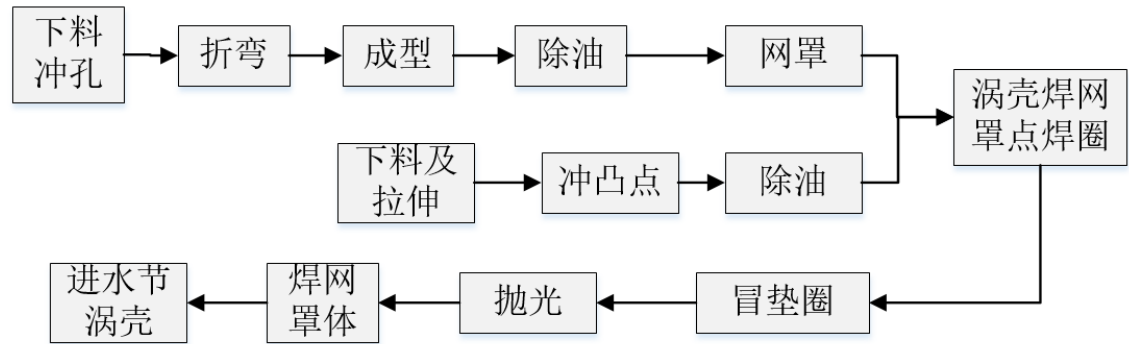 下料
冲孔
折弯
成型
除油
网罩
下料及
拉伸
冲凸点
除油
涡壳焊网
罩点焊圈
冒垫圈
抛光
焊网
罩体
进水节
涡壳